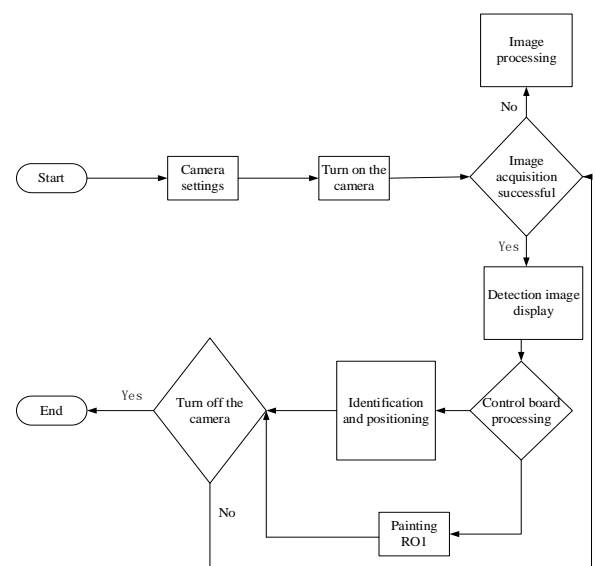 Image
processing
No
Start
Camera
settings
Turn on the
camera
Image
acquisition
successful
Yes
Detection image
display
End
Yes
Turn off the
camera
Identification
and positioning
Control board
processing
No
Painting
RO1